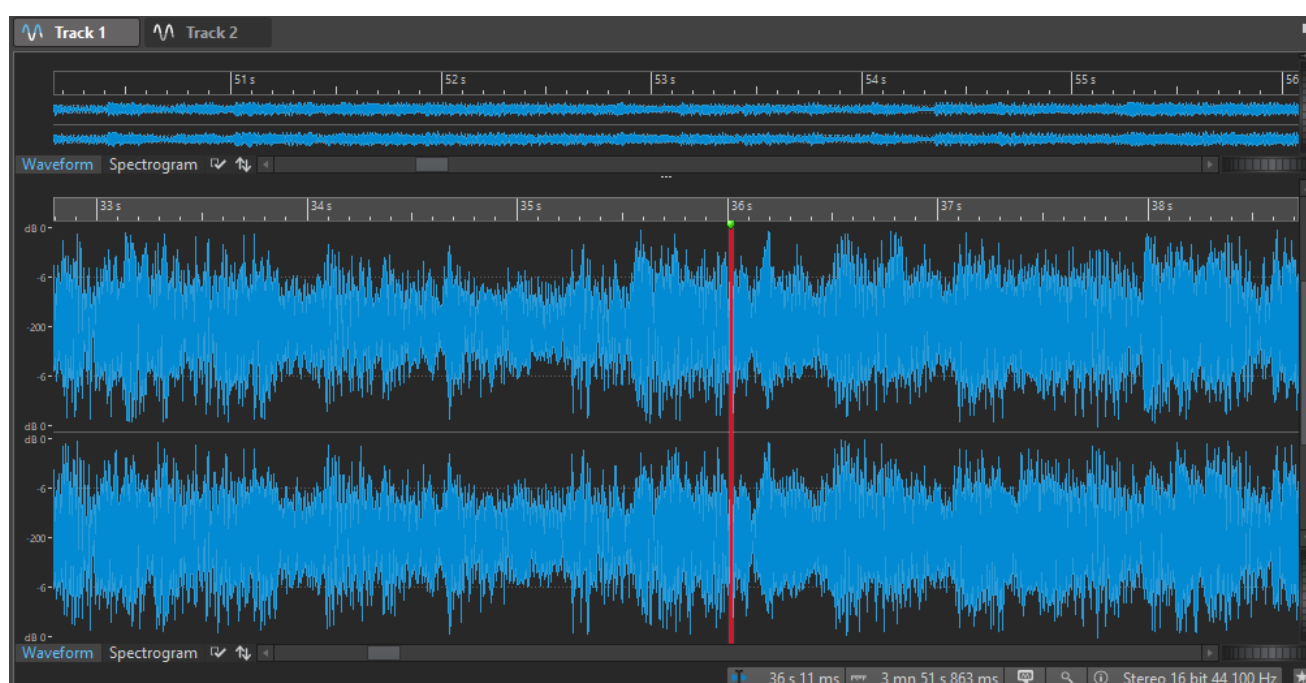 Track 1 Track 2
51 s 52 s 53 s 54 s 55 s 56
Waveform Spectrogram
33 s 34 s 35 s 36 s 37 s 38 s
dB 0-
-6-
-200-
-6-
dB 0-
dB 0-
-6-
-200-
-6-
dB 0-
Waveform Spectrogram
36 s 11 ms 3 mn 51 s 863 ms Stereo 16 bit 44 100 Hz